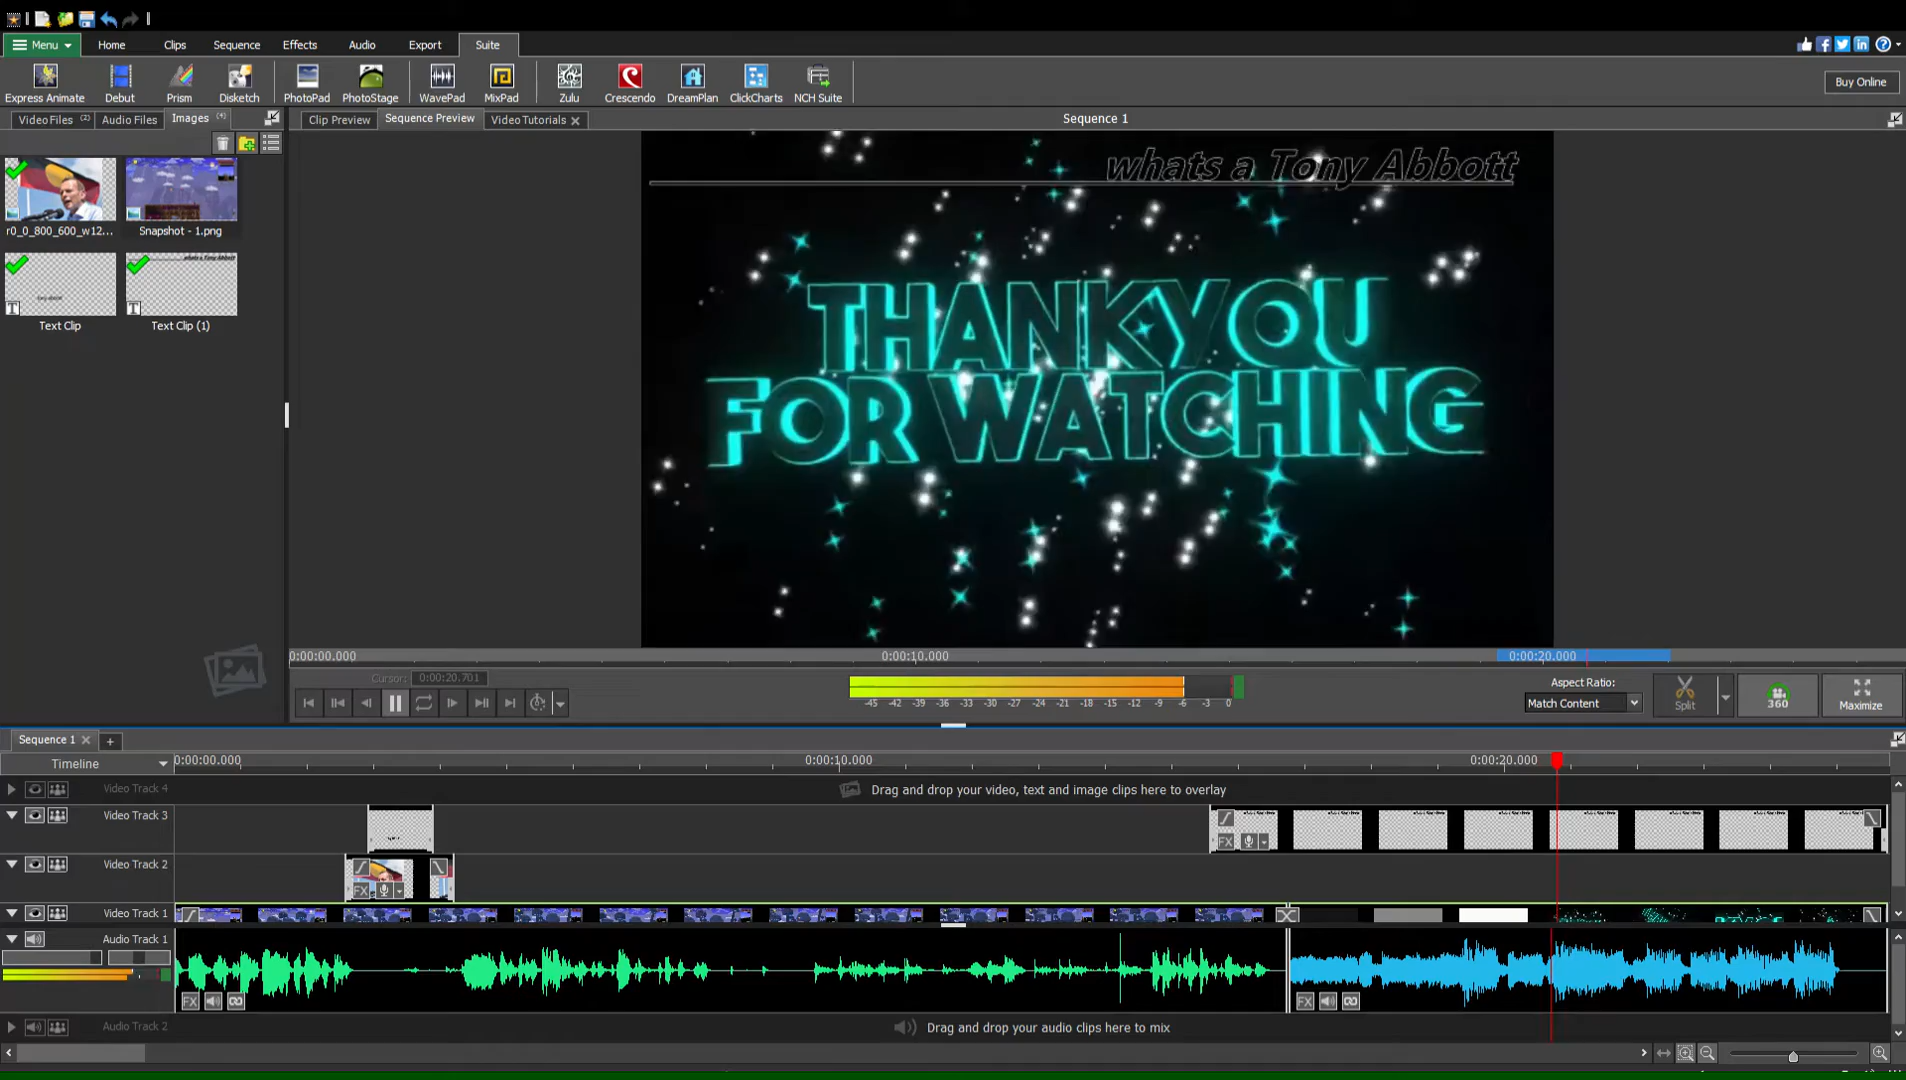 Menu Home Clips Sequence Effects Audio Export Suite
Express Animate Debut Prism Disketch PhotoPad PhotoStage WavePad MixPad Zulu Crescendo DreamPlan ClickCharts NCH Suite Buy Online
Video Files (2) Audio Files Images (4) Clip Preview Sequence Preview Video Tutorials Sequence 1
whats a Tony Abbott
r0_0_800_600_w12... Snapshot - 1.png
THANKYOU
FOR WATCHING
Text Clip Text Clip (1)
0:00:00.000 0:00:10.000 0:00:20.000
Cursor: 0:00:20.701
Aspect Ratio:
Match Content
-45 -42 -39 -36 -33 -30 -27 -24 -21 -18 -15 -12 -9 -6 -3 0
Split 360 Maximize
Sequence 1
Timeline 0:00:00.000 0:00:10.000 0:00:20.000
Video Track 4 Drag and drop your video, text and image clips here to overlay
Video Track 3
FX
Video Track 2
FX
Video Track 1
Audio Track 1
FX FX
Audio Track 2 Drag and drop your audio clips here to mix